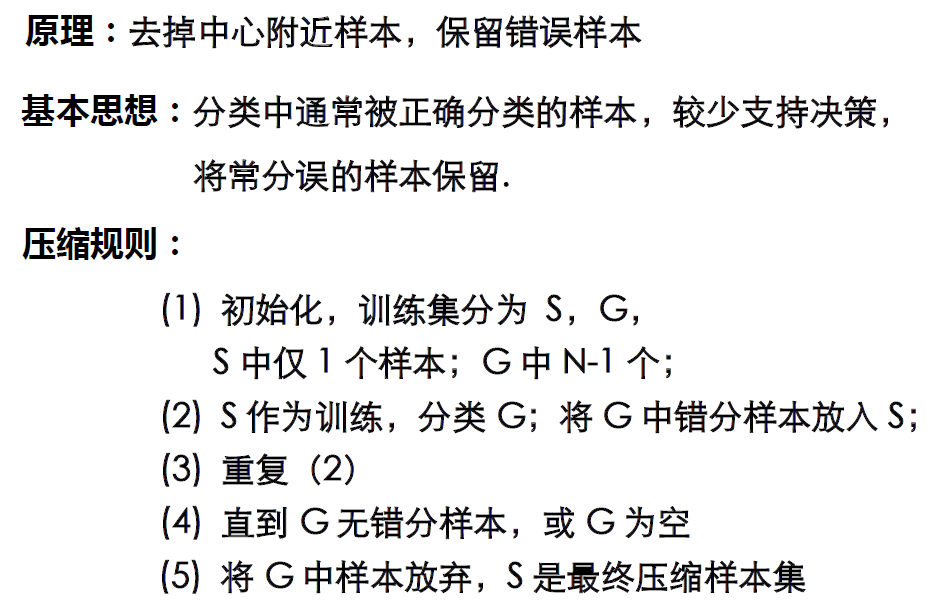 原理：去掉中心附近样本，保留错误样本
基本思想：分类中通常被正确分类的样本，较少支持决策，
将常分误的样本保留.
压缩规则：
(1) 初始化，训练集分为 S，G，
S 中仅 1 个样本；G 中 N-1 个；
(2) S 作为训练，分类 G；将 G 中错分样本放入 S；
(3) 重复（2）
(4) 直到 G 无错分样本，或 G 为空
(5) 将 G 中样本放弃，S 是最终压缩样本集